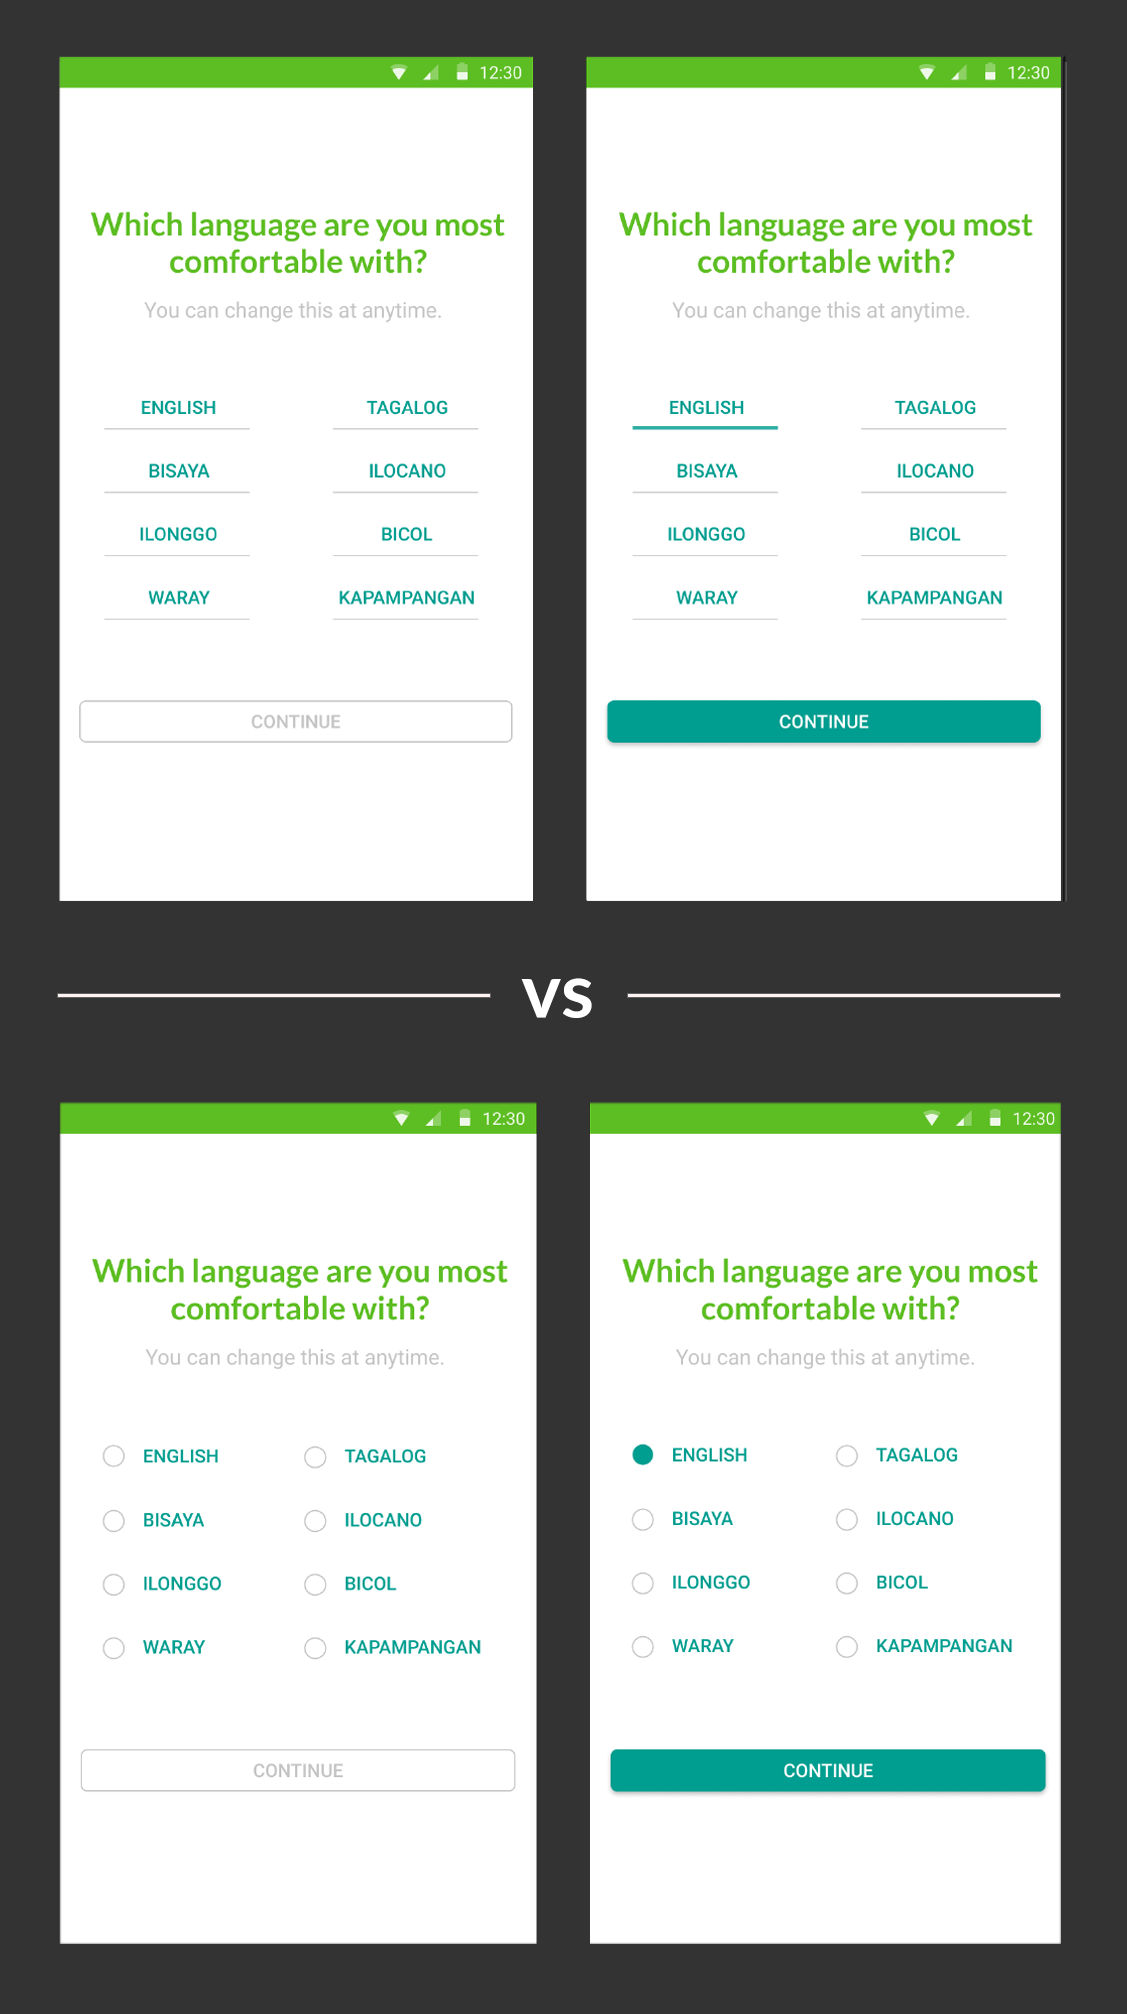 12:30
Which language are you most
comfortable with?
You can change this at anytime.
ENGLISH TAGALOG
BISAYA ILOCANO
ILONGGO BICOL
WARAY KAPAMPANGAN
CONTINUE
12:30
Which language are you most
comfortable with?
You can change this at anytime.
ENGLISH TAGALOG
BISAYA ILOCANO
ILONGGO BICOL
WARAY KAPAMPANGAN
CONTINUE
VS
12:30
Which language are you most
comfortable with?
You can change this at anytime.
ENGLISH TAGALOG
BISAYA ILOCANO
ILONGGO BICOL
WARAY KAPAMPANGAN
CONTINUE
12:30
Which language are you most
comfortable with?
You can change this at anytime.
ENGLISH TAGALOG
BISAYA ILOCANO
ILONGGO BICOL
WARAY KAPAMPANGAN
CONTINUE